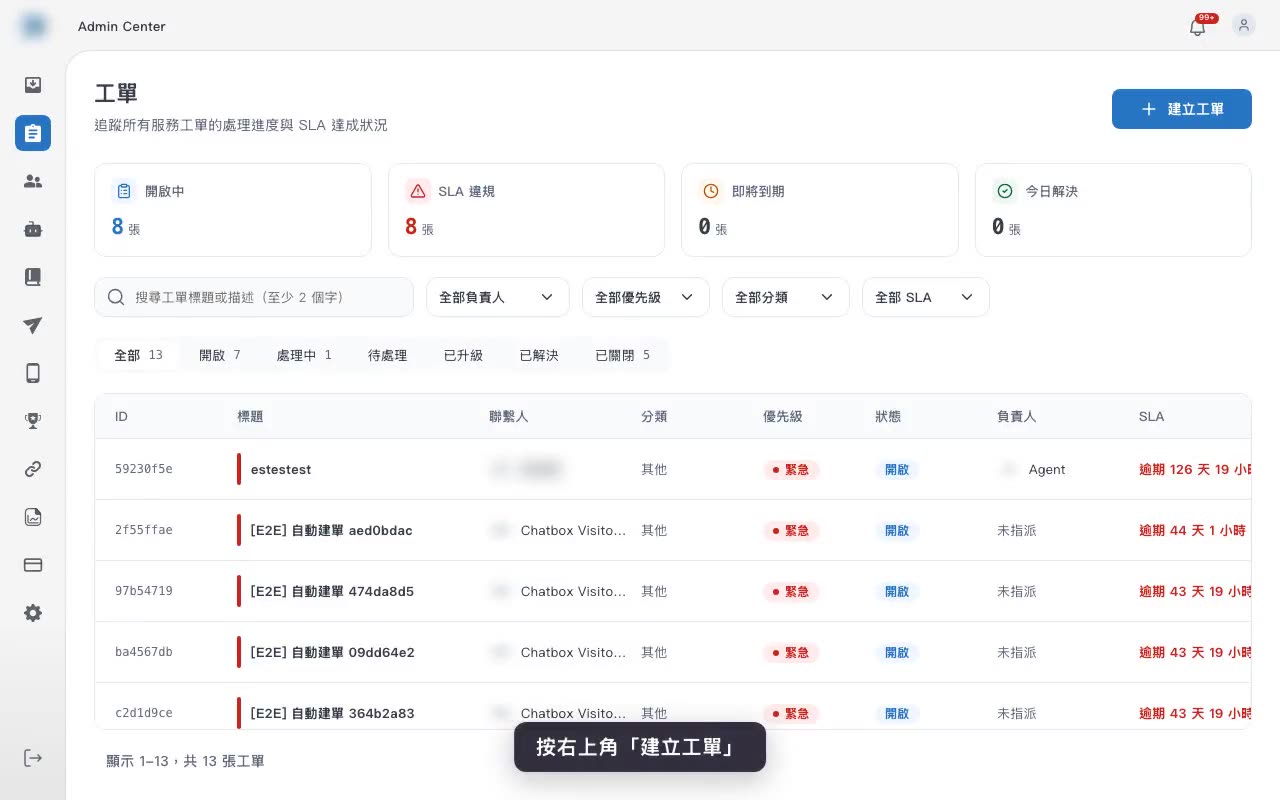 Admin Center
99+
工單
追蹤所有服務工單的處理進度與 SLA 達成狀況
建立工單
開啟中
8 張
SLA 違規
8 張
即將到期
0 張
今日解決
0 張
搜尋工單標題或描述（至少 2 個字）
全部負責人
全部優先級
全部分類
全部 SLA
全部 13
開啟 7
處理中 1
待處理
已升級
已解決
已關閉 5
ID 標題 聯繫人 分類 優先級 狀態 負責人 SLA
59230f5e estestest 其他 緊急 開啟 Agent 逾期 126 天 19 小
2f55ffae [E2E] 自動建單 aed0bdac Chatbox Visito... 其他 緊急 開啟 未指派 逾期 44 天 1 小時
97b54719 [E2E] 自動建單 474da8d5 Chatbox Visito... 其他 緊急 開啟 未指派 逾期 43 天 19 小時
ba4567db [E2E] 自動建單 09dd64e2 Chatbox Visito... 其他 緊急 開啟 未指派 逾期 43 天 19 小時
c2d1d9ce [E2E] 自動建單 364b2a83 Chatbox Visito... 其他 緊急 開啟 未指派 逾期 43 天 19 小時
按右上角「建立工單」
顯示 1–13，共 13 張工單